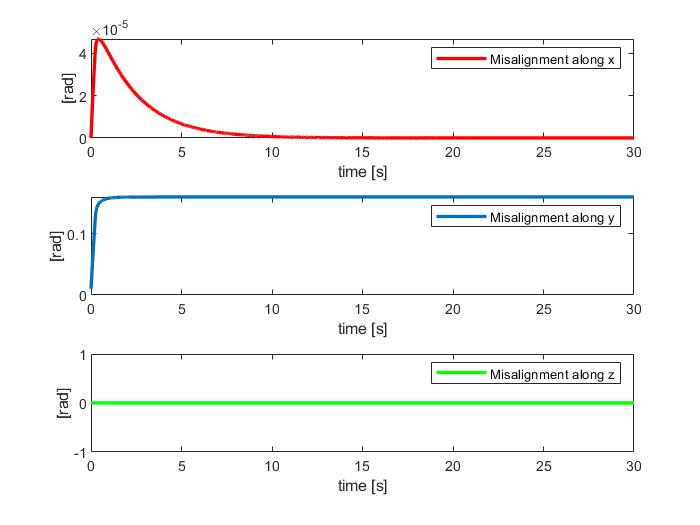 ×10-5
4
2
0
[rad]
Misalignment along x
0 5 10 15 20 25 30
time [s]
0.1
0
[rad]
Misalignment along y
0 5 10 15 20 25 30
time [s]
1
0
-1
[rad]
Misalignment along z
0 5 10 15 20 25 30
time [s]